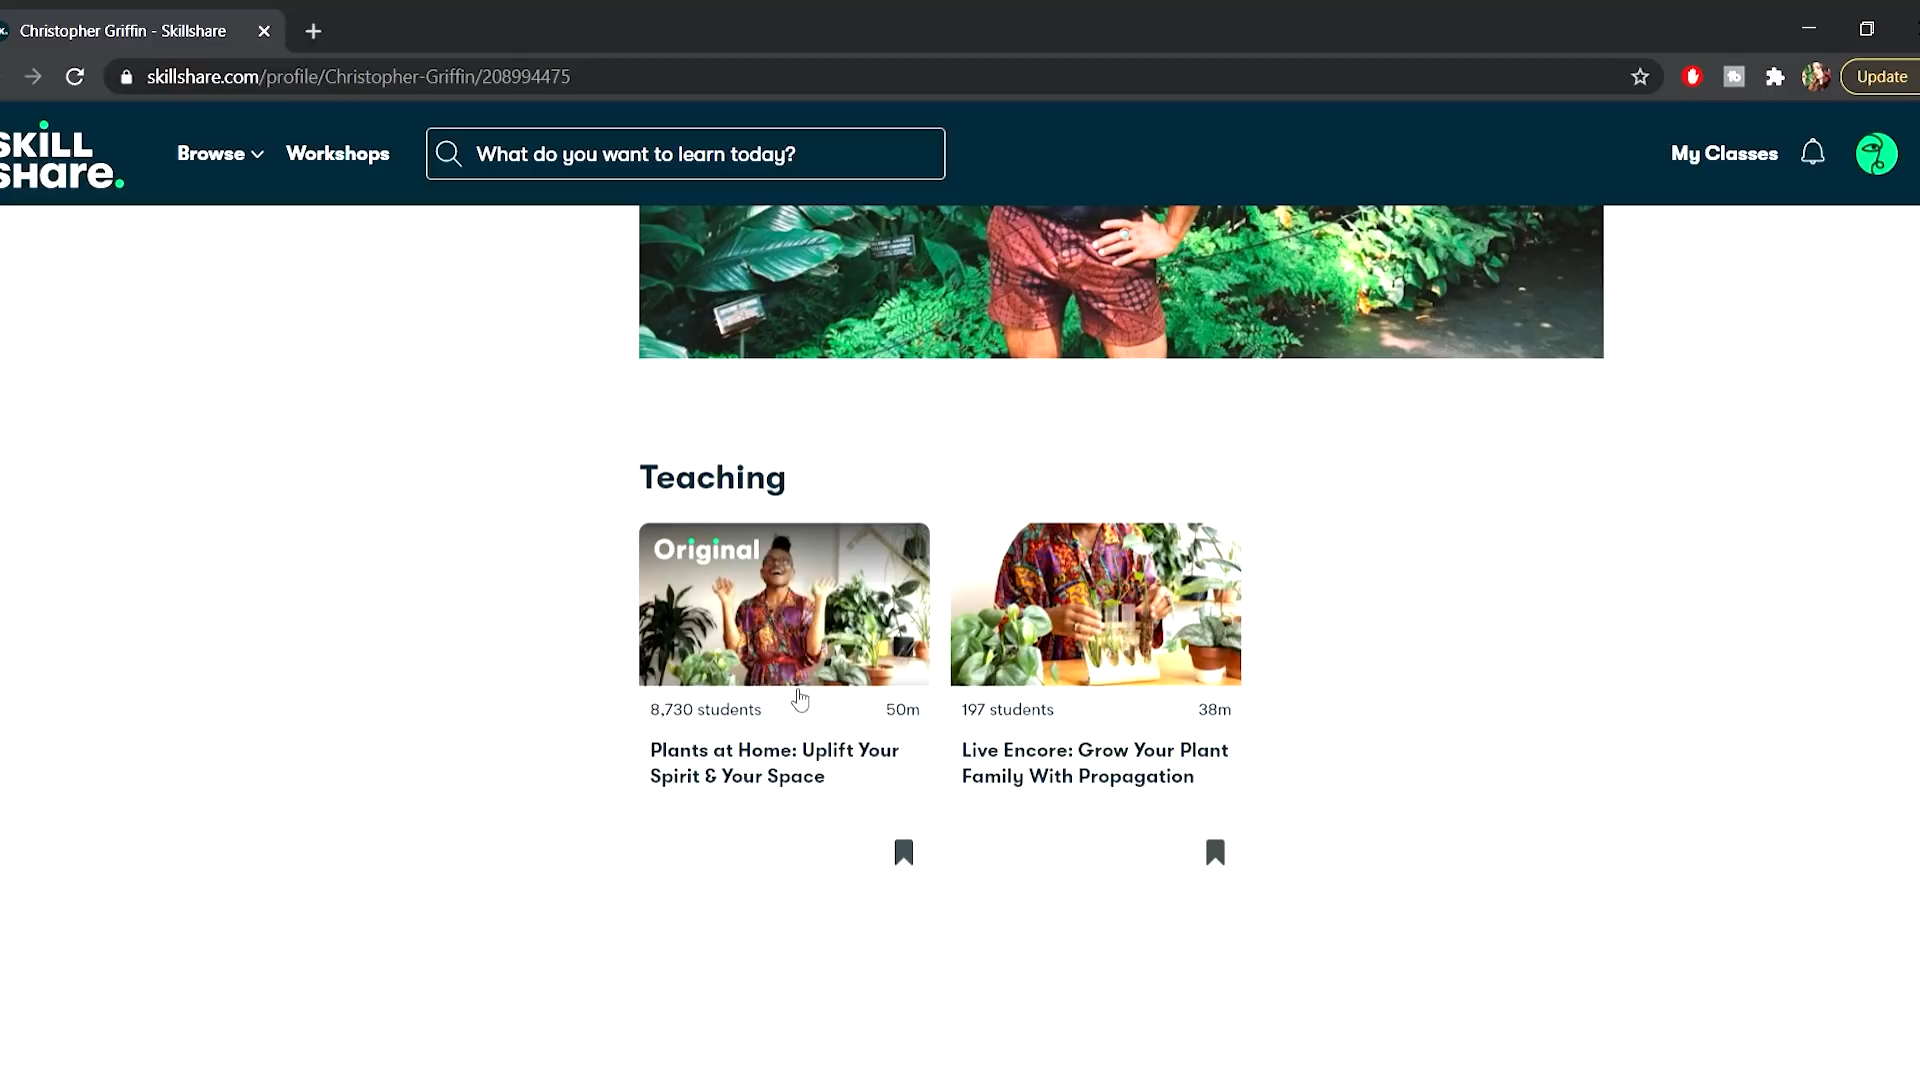 Christopher Griffin - Skillshare
skillshare.com/profile/Christopher-Griffin/208994475
Update
SKILL
SHARE.
Browse
Workshops
What do you want to learn today?
My Classes
Teaching
Original
8,730 students
50m
Plants at Home: Uplift Your
Spirit & Your Space
197 students
38m
Live Encore: Grow Your Plant
Family With Propagation